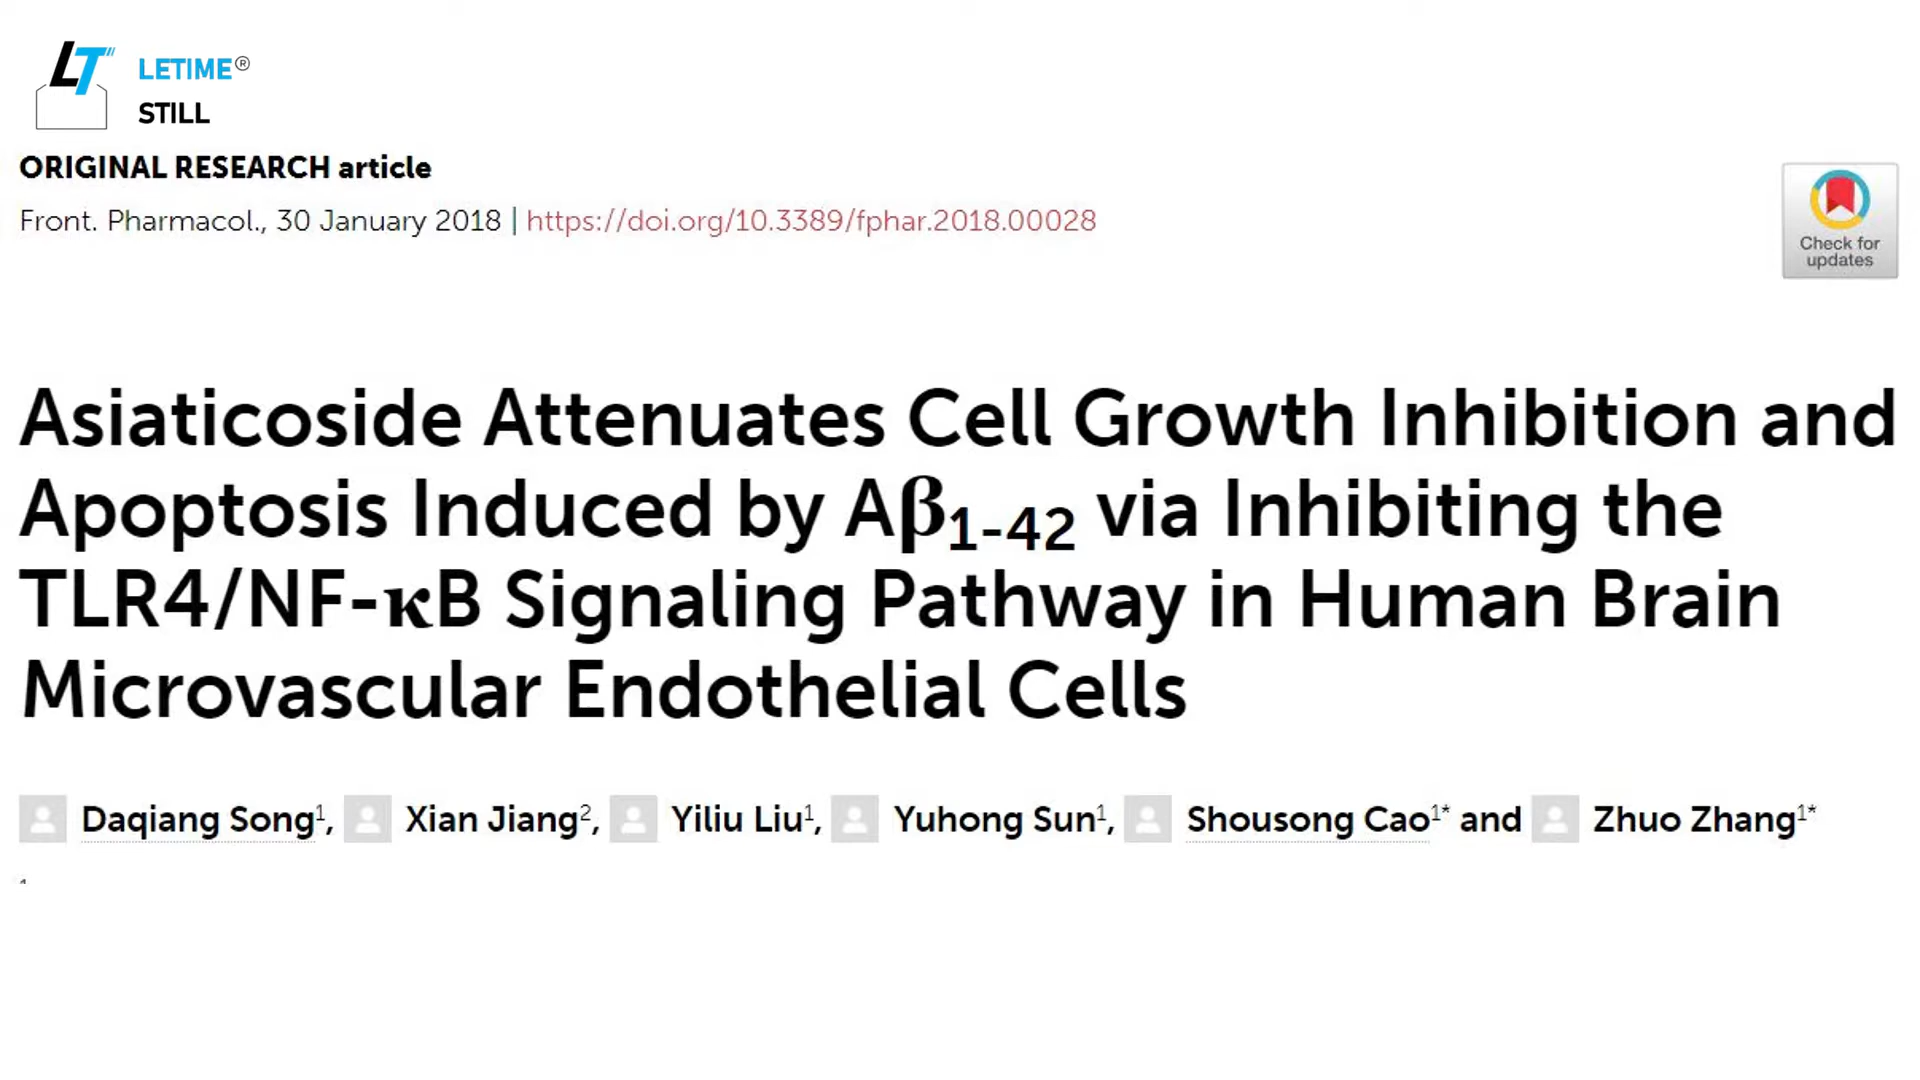 LT
LETIME®
STILL
ORIGINAL RESEARCH article
Front. Pharmacol., 30 January 2018 | https://doi.org/10.3389/fphar.2018.00028
Check for
updates
Asiaticoside Attenuates Cell Growth Inhibition and
Apoptosis Induced by Aβ1-42 via Inhibiting the
TLR4/NF-κB Signaling Pathway in Human Brain
Microvascular Endothelial Cells
Daqiang Song1, Xian Jiang2, Yiliu Liu1, Yuhong Sun1, Shousong Cao1* and Zhuo Zhang1*